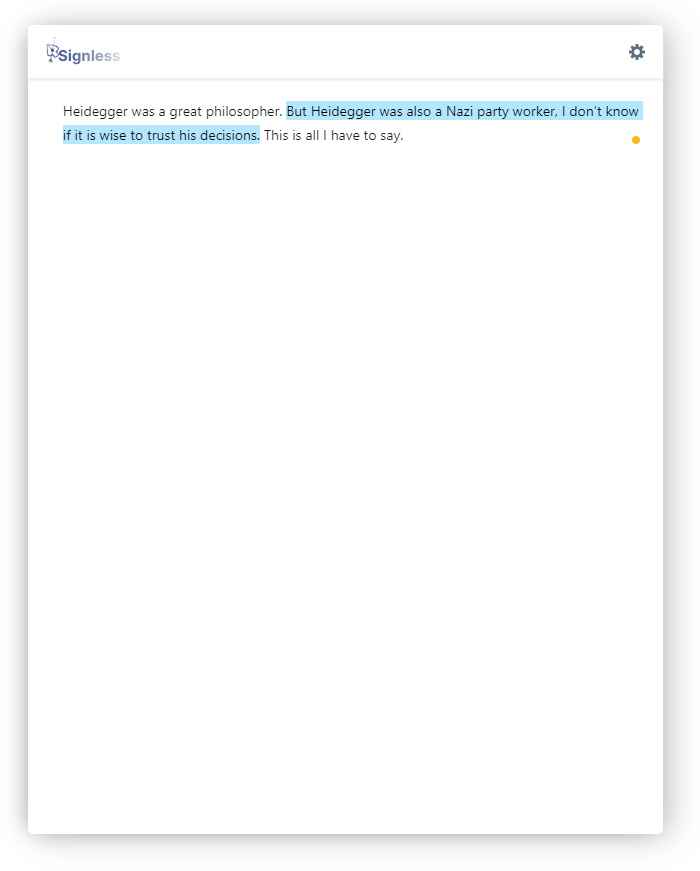 Signless
Heidegger was a great philosopher. But Heidegger was also a Nazi party worker, I don't know
if it is wise to trust his decisions. This is all I have to say.